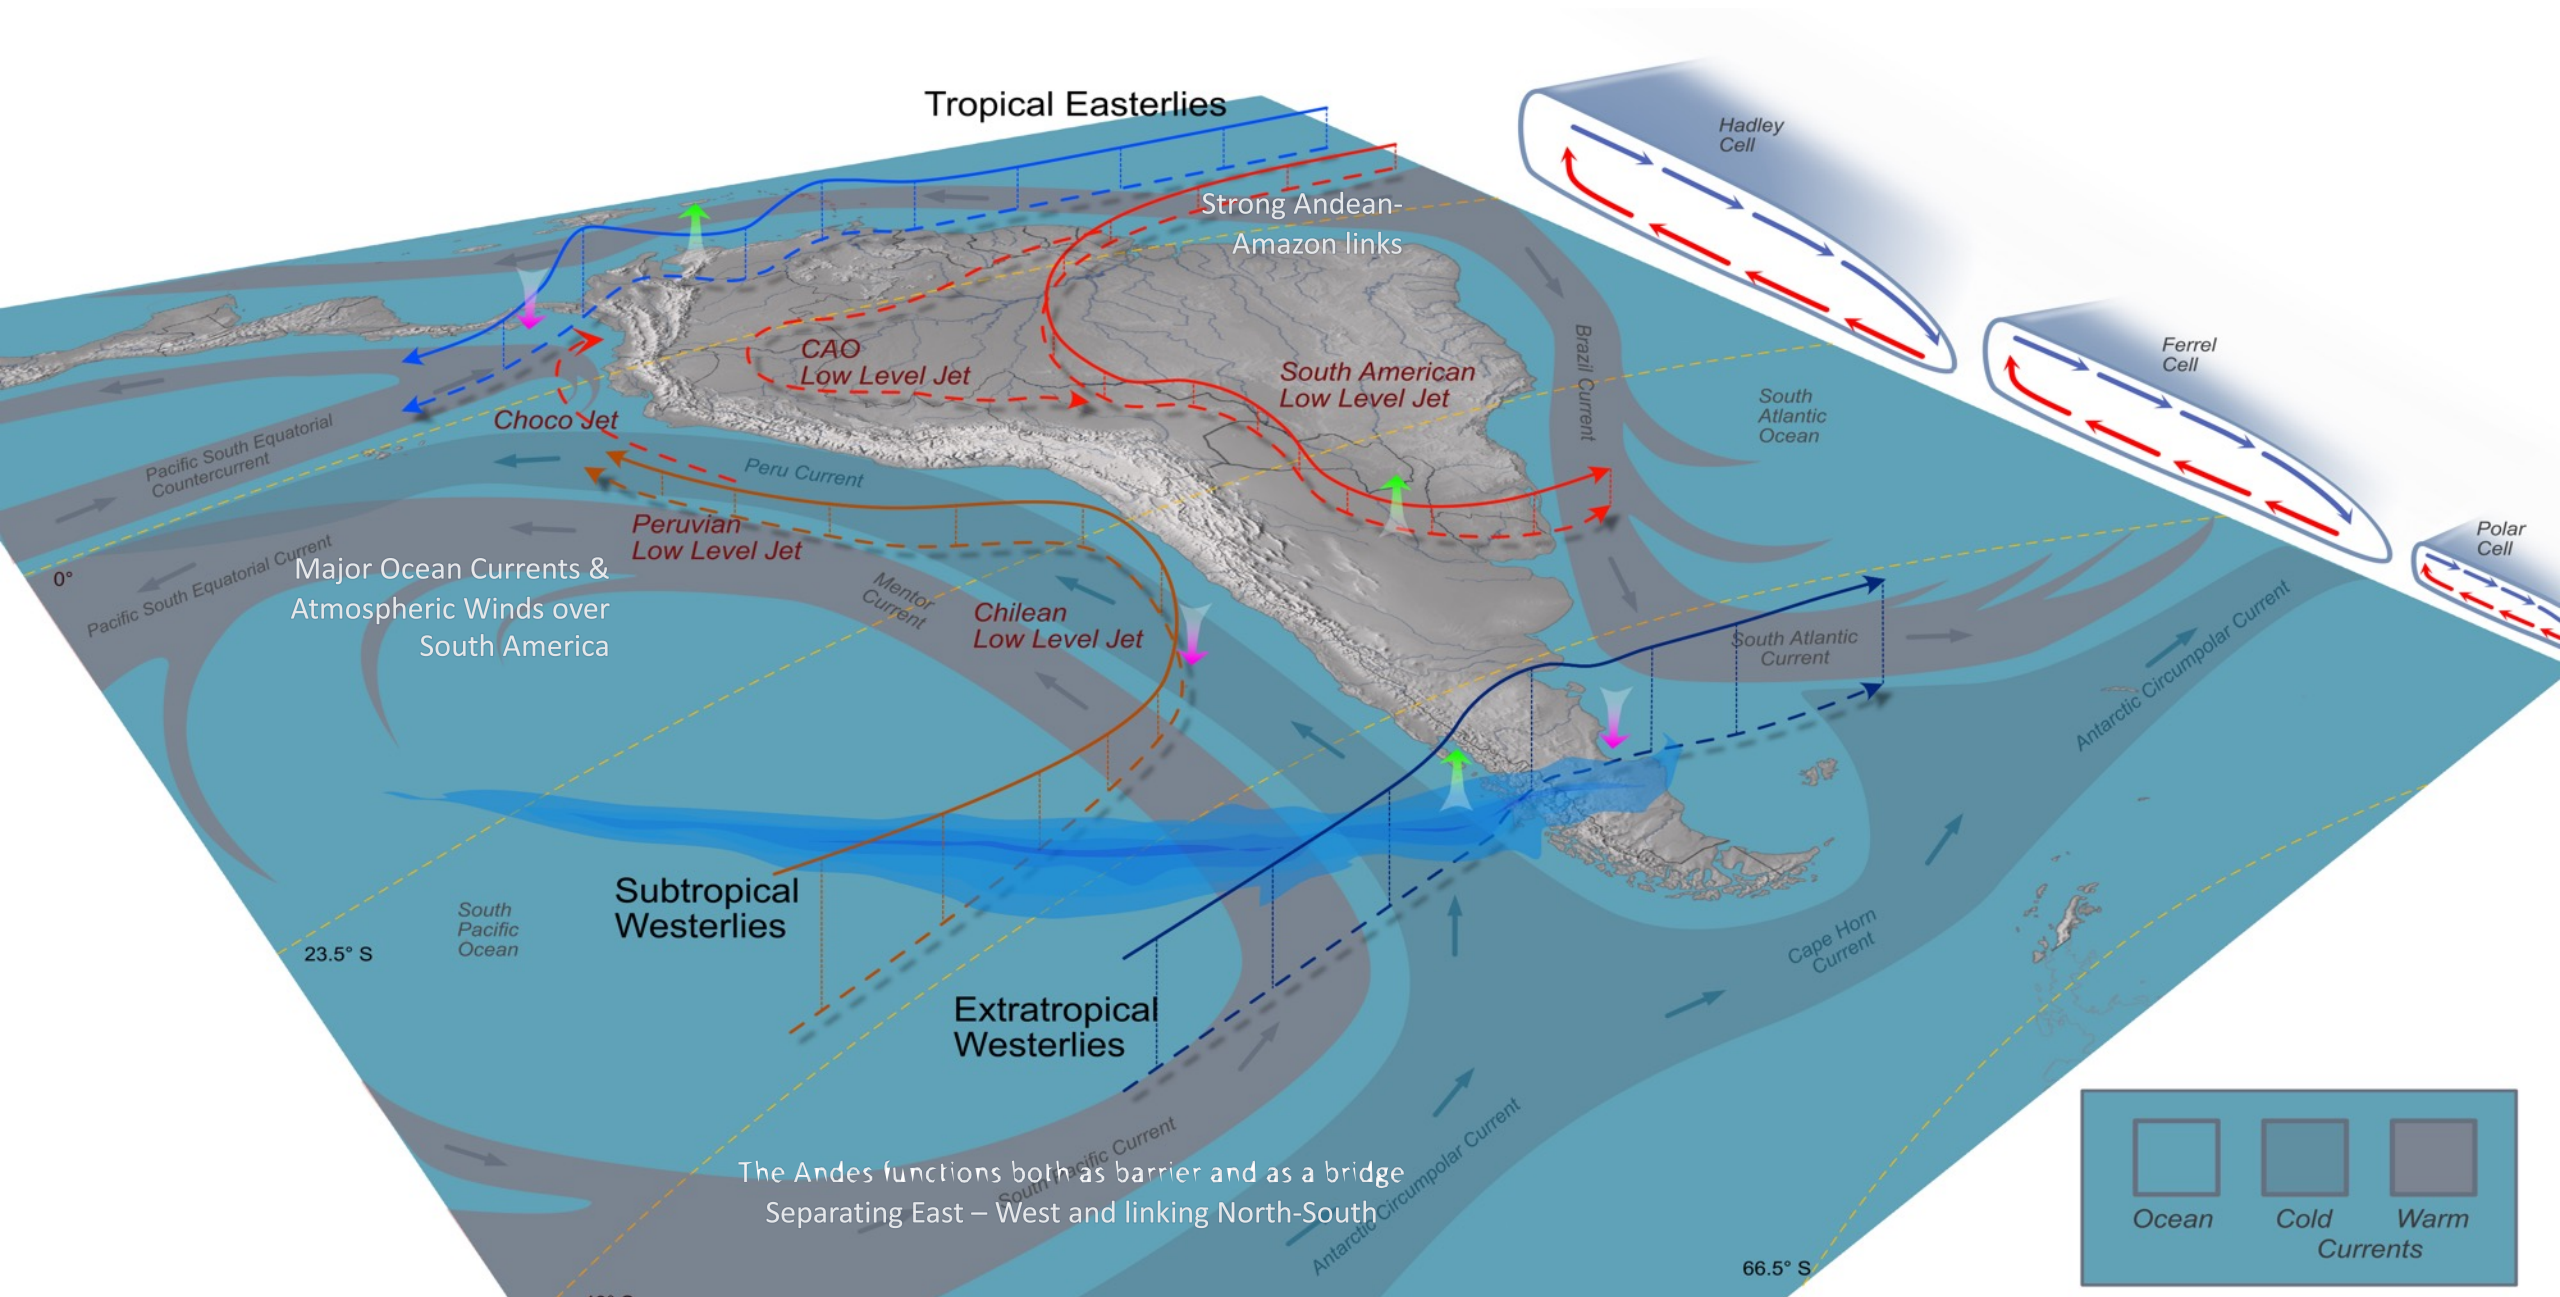 Tropical Easterlies
Hadley
Cell
Strong Andean-
Amazon links
Ferrel
Cell
Polar
Cell
CAO
Low Level Jet
South American
Low Level Jet
Brazil Current
South
Atlantic
Ocean
Choco Jet
Pacific South Equatorial
Countercurrent
Peru Current
Peruvian
Low Level Jet
0°
Pacific South Equatorial Current
Major Ocean Currents &
Atmospheric Winds over
South America
Mentor
Current
Chilean
Low Level Jet
South Atlantic
Current
Antarctic Circumpolar Current
Subtropical
Westerlies
South
Pacific
Ocean
23.5° S
Cape Horn
Current
Extratropical
Westerlies
South Pacific Current
The Andes functions both as barrier and as a bridge
Separating East – West and linking North-South
Antarctic Circumpolar Current
66.5° S
Ocean
Cold
Warm
Currents